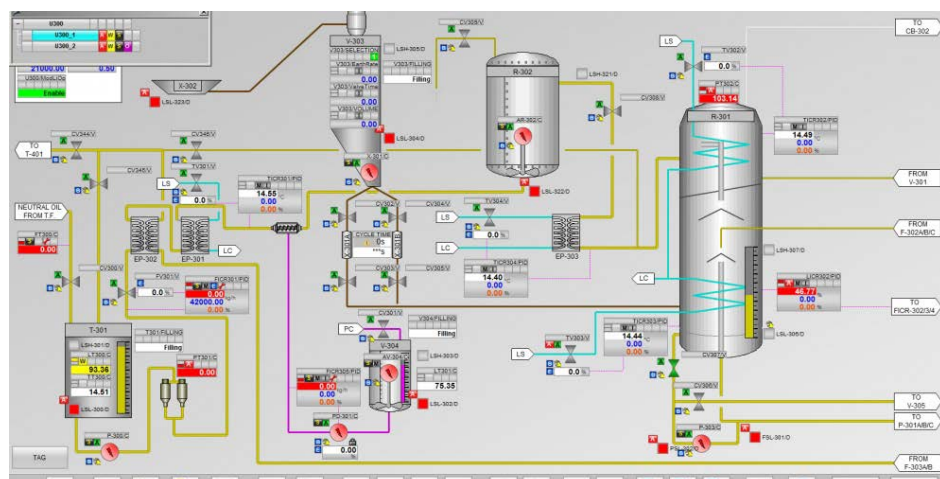 U300
U300_1
U300_2
21000.00 0.50
U300/ModLiOs
Enable
X-302
LSL-323/D
V-303
V303/SELECTION
1
V303/BatchRate
0.00
V303/ValveTime
0.00
V303/VOLUME
0.00
LSH-305/D
V303/FILLING
Filling
LSL-304/D
X-301/C
CV309/V
R-302
AR-302/C
LSH-321/D
LSL-322/D
CV308/V
TO
CB-302
LS
TV302/V
0.0 %
PT302/C
103.14
R-301
TICR302/PID
14.49 °C
0.00
0.00 %
TO
T-401
CV344/V
CV346/V
CV345/V
TV301/V
LS
0.0 %
TICR301/PID
14.55 °C
0.00
0.00 %
LC
EP-302
EP-301
NEUTRAL OIL
FROM T.F.
0.00
CV300/V
FV301/V
0.0 %
FICR301/PID
0.00 kg/h
42000.00
0.00 %
CV302/V
CV304/V
X301A
X301B
CYCLE TIME
0s
***s
CV303/V
CV305/V
LS
TV304/V
0.0 %
LC
EP-303
TICR304/PID
14.40 °C
0.00
0.00 %
FROM
V-301
FROM
F-302A/B/C
LSH-307/D
LC
LICR302/PID
46.77 %
0.00
0.00 %
TO
FICR-302/3/4
LSL-306/D
T-301
LSH-301/D
LT300/C
93.36
TT300/C
14.51
LSL-300/D
T301/FILLING
Filling
PT301/C
0.00
P-300/C
PC
CV301/V
V304/FILLING
Filling
V-304
AV-304/C
LSH-303/D
LT301/C
75.35
LSL-302/D
FICR305/PID
0.00
0.00
0.00 %
PD-301/C
0.00 %
LS
TV303/V
0.0 %
TICR303/PID
14.44 °C
0.00
0.00 %
CV307/V
CV306/V
P-303/C
FSL-301/D
TO
V-305
TO
P-301A/B/C
FROM
F-303A/B
TAG